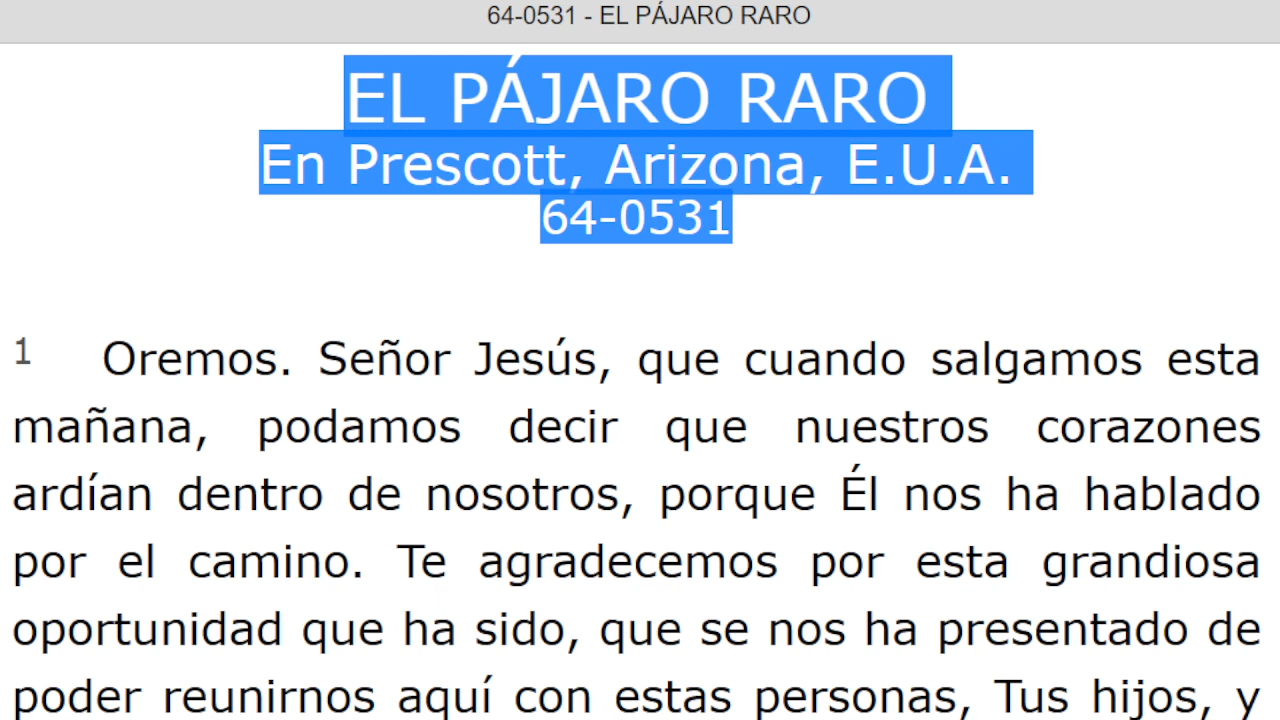 64-0531 - EL PÁJARO RARO
EL PÁJARO RARO
En Prescott, Arizona, E.U.A.
64-0531
1 Oremos. Señor Jesús, que cuando salgamos esta
mañana, podamos decir que nuestros corazones
ardían dentro de nosotros, porque Él nos ha hablado
por el camino. Te agradecemos por esta grandiosa
oportunidad que ha sido, que se nos ha presentado de
poder reunirnos aquí con estas personas, Tus hijos, y